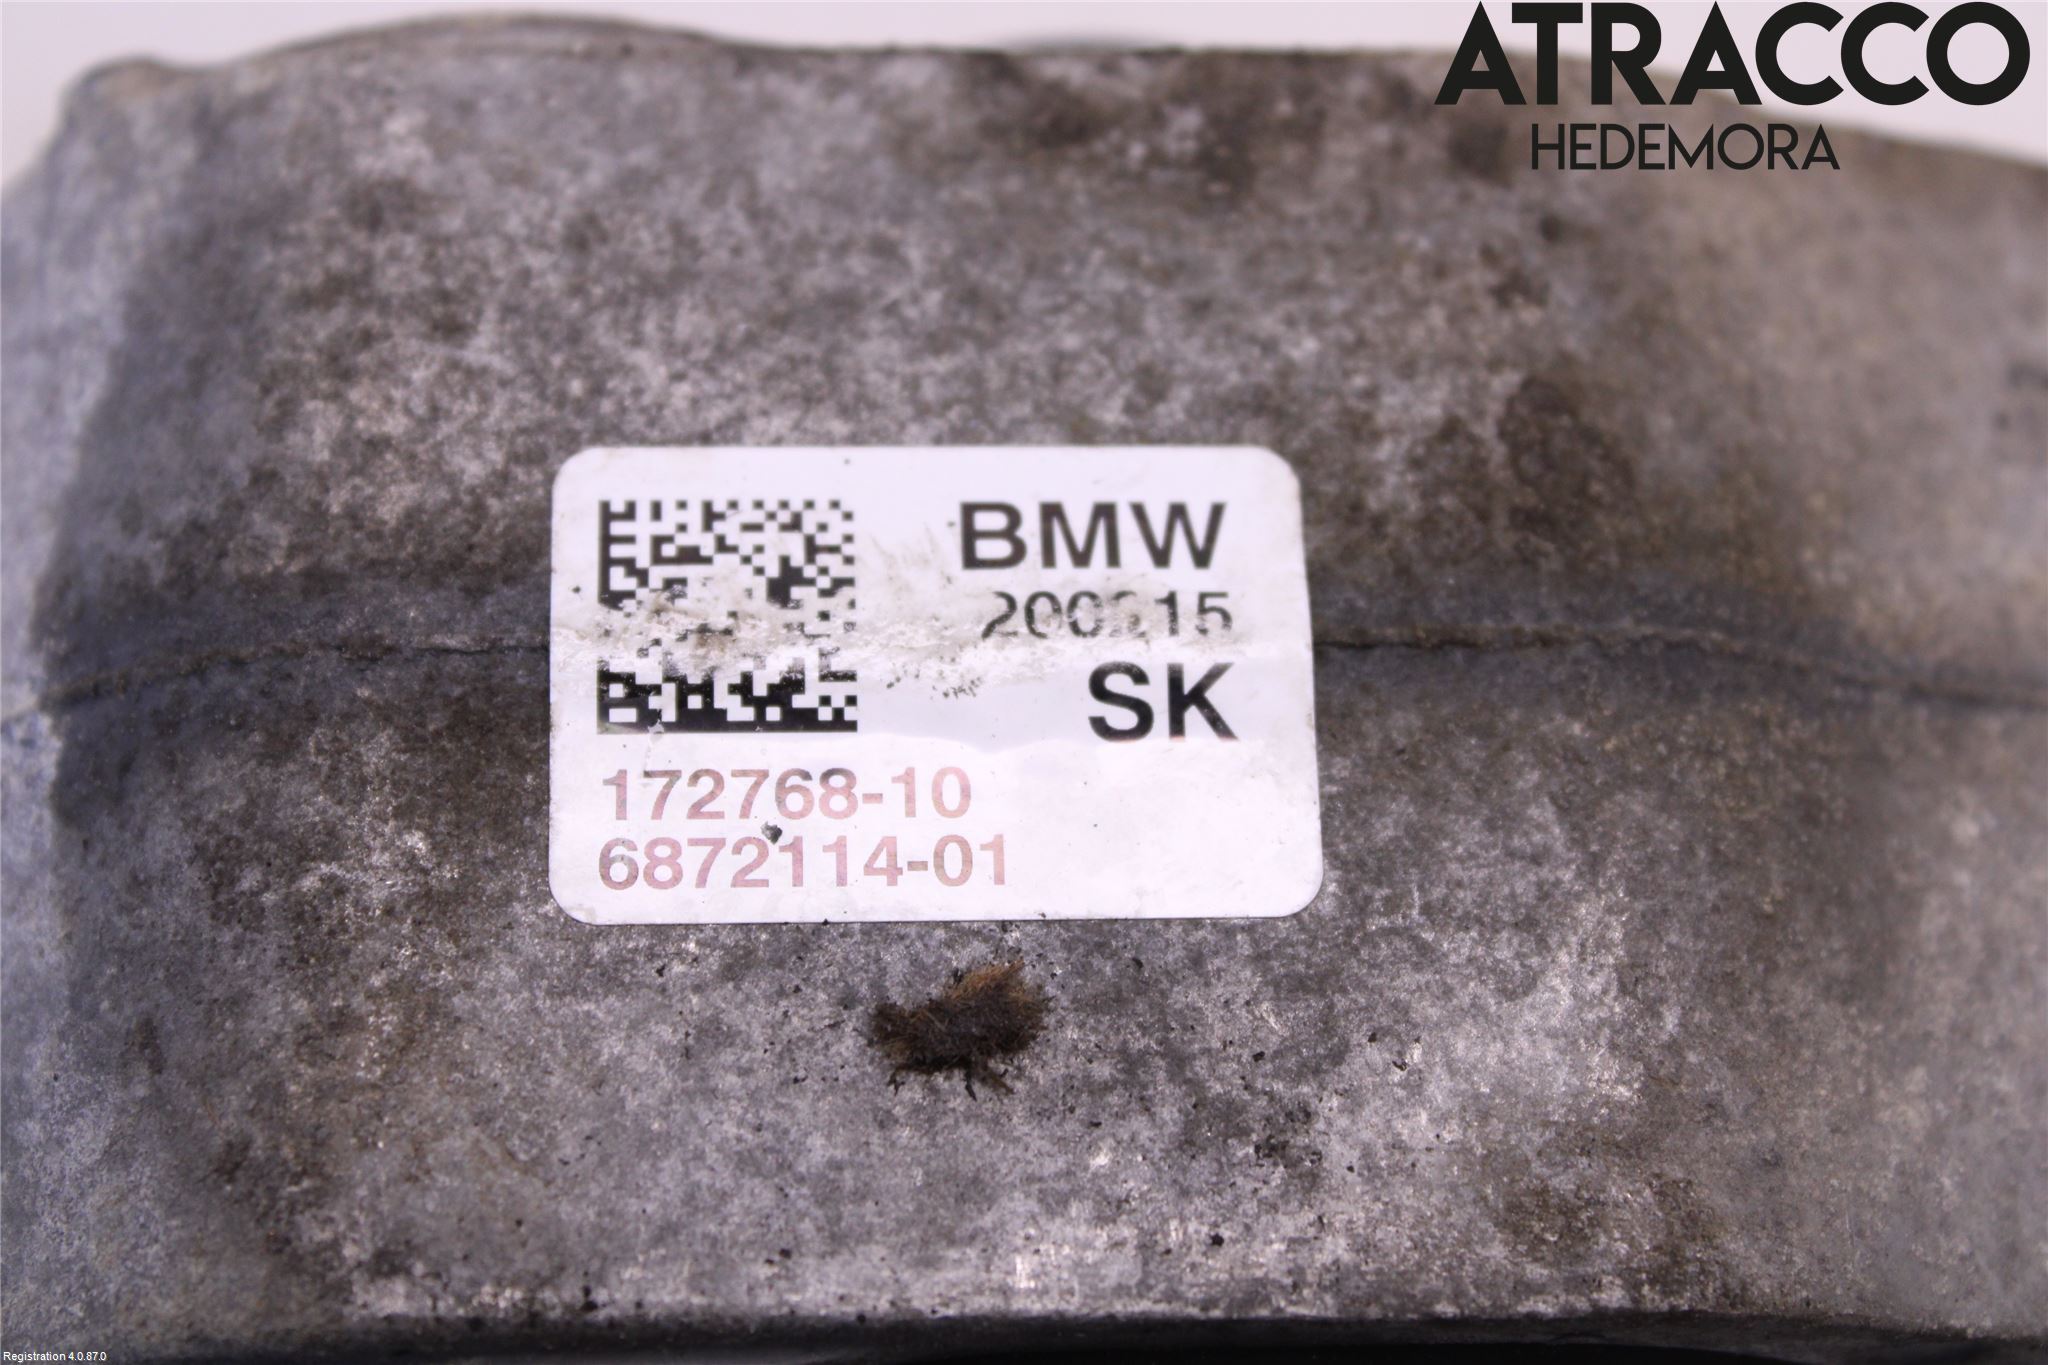 ATRACCO
HEDEMORA
BMW
SK
172768-10
6872114-01
Registration 4.0.87.0